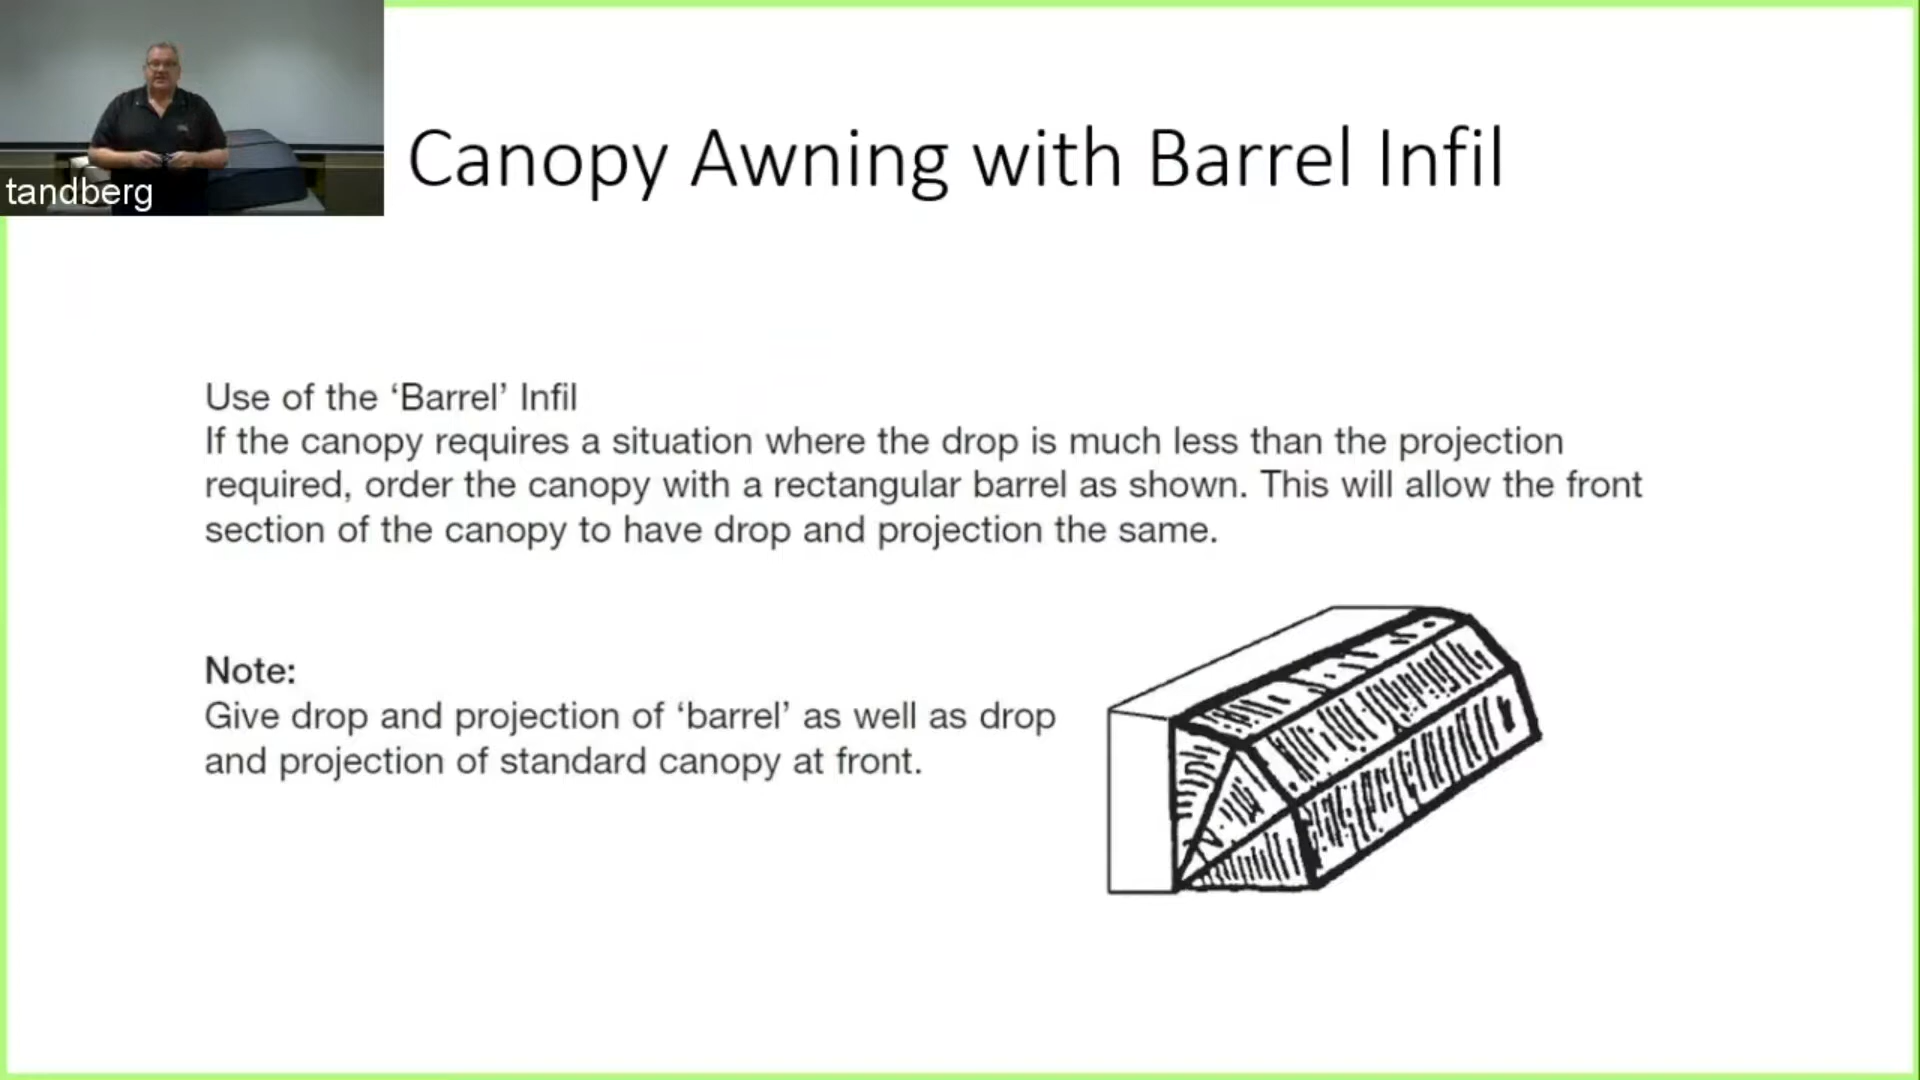 tandberg
Canopy Awning with Barrel Infil
Use of the ‘Barrel’ Infil
If the canopy requires a situation where the drop is much less than the projection
required, order the canopy with a rectangular barrel as shown. This will allow the front
section of the canopy to have drop and projection the same.
Note:
Give drop and projection of ‘barrel’ as well as drop
and projection of standard canopy at front.